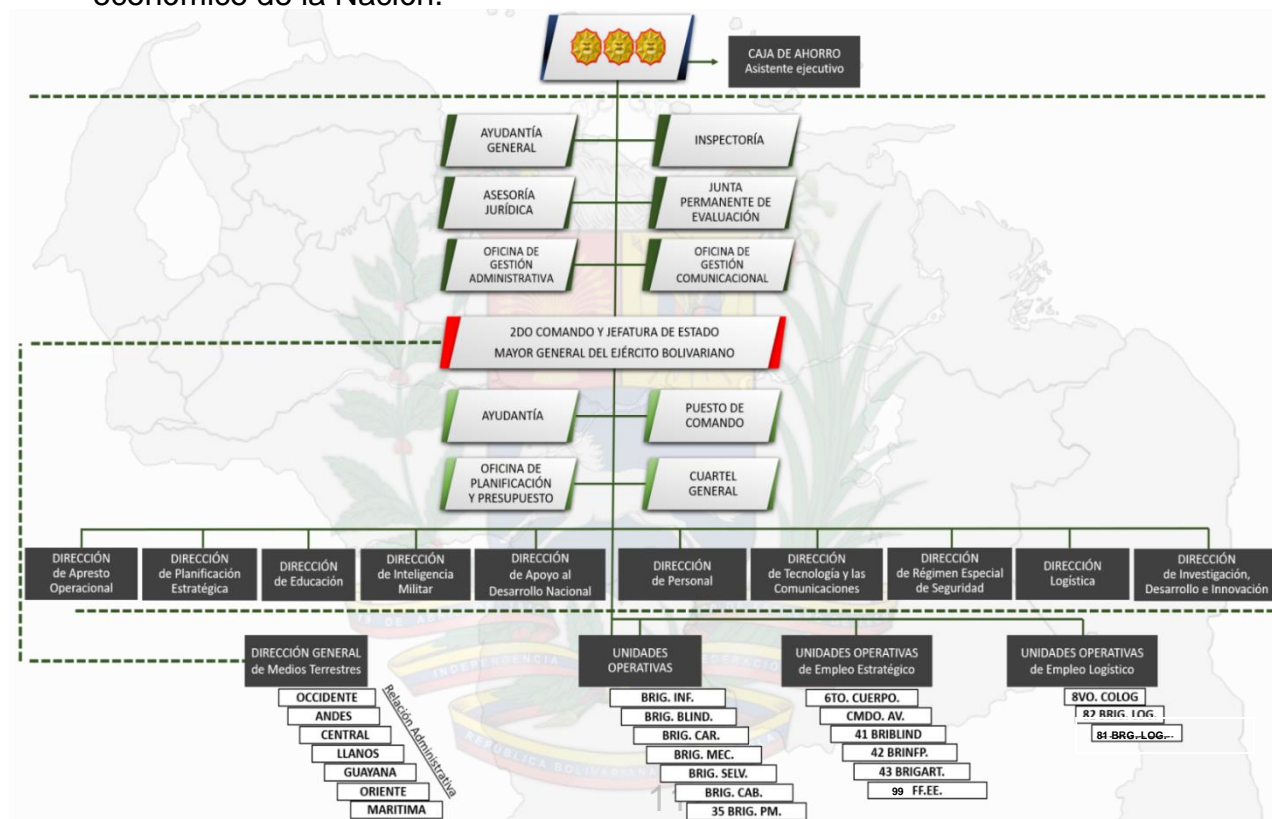 económico de la Nación.
CAJA DE AHORRO
Asistente ejecutivo
AYUDANTÍA
GENERAL
INSPECTORÍA
ASESORÍA
JURÍDICA
JUNTA
PERMANENTE DE
EVALUACIÓN
OFICINA DE
GESTIÓN
ADMINISTRATIVA
OFICINA DE
GESTIÓN
COMUNICACIONAL
2DO COMANDO Y JEFATURA DE ESTADO
MAYOR GENERAL DEL EJÉRCITO BOLIVARIANO
AYUDANTÍA
PUESTO DE
COMANDO
OFICINA DE
PLANIFICACIÓN
Y PRESUPUESTO
CUARTEL
GENERAL
DIRECCIÓN
de Apresto
Operacional
DIRECCIÓN
de Planificación
Estratégica
DIRECCIÓN
de Educación
DIRECCIÓN
de Inteligencia
Militar
DIRECCIÓN
de Apoyo al
Desarrollo Nacional
DIRECCIÓN
de Personal
DIRECCIÓN
de Tecnología y las
Comunicaciones
DIRECCIÓN
de Régimen Especial
de Seguridad
DIRECCIÓN
Logística
DIRECCIÓN
de Investigación,
Desarrollo e Innovación
19 DE ABRIL
INDEPENDENCIA
FEDERACIÓN
REPÚBLICA BOLIVARIANA
DIRECCIÓN GENERAL
de Medios Terrestres
OCCIDENTE
ANDES
CENTRAL
LLANOS
GUAYANA
ORIENTE
MARITIMA
Relación Administrativa
UNIDADES
OPERATIVAS
BRIG. INF.
BRIG. BLIND.
BRIG. CAR.
BRIG. MEC.
BRIG. SELV.
BRIG. CAB.
35 BRIG. PM.
UNIDADES OPERATIVAS
de Empleo Estratégico
6TO. CUERPO.
CMDO. AV.
41 BRIBLIND
42 BRINFP.
43 BRIGART.
99 FF.EE.
UNIDADES OPERATIVAS
de Empleo Logístico
8VO. COLOG
82 BRIG. LOG.
81 BRG. LOG.